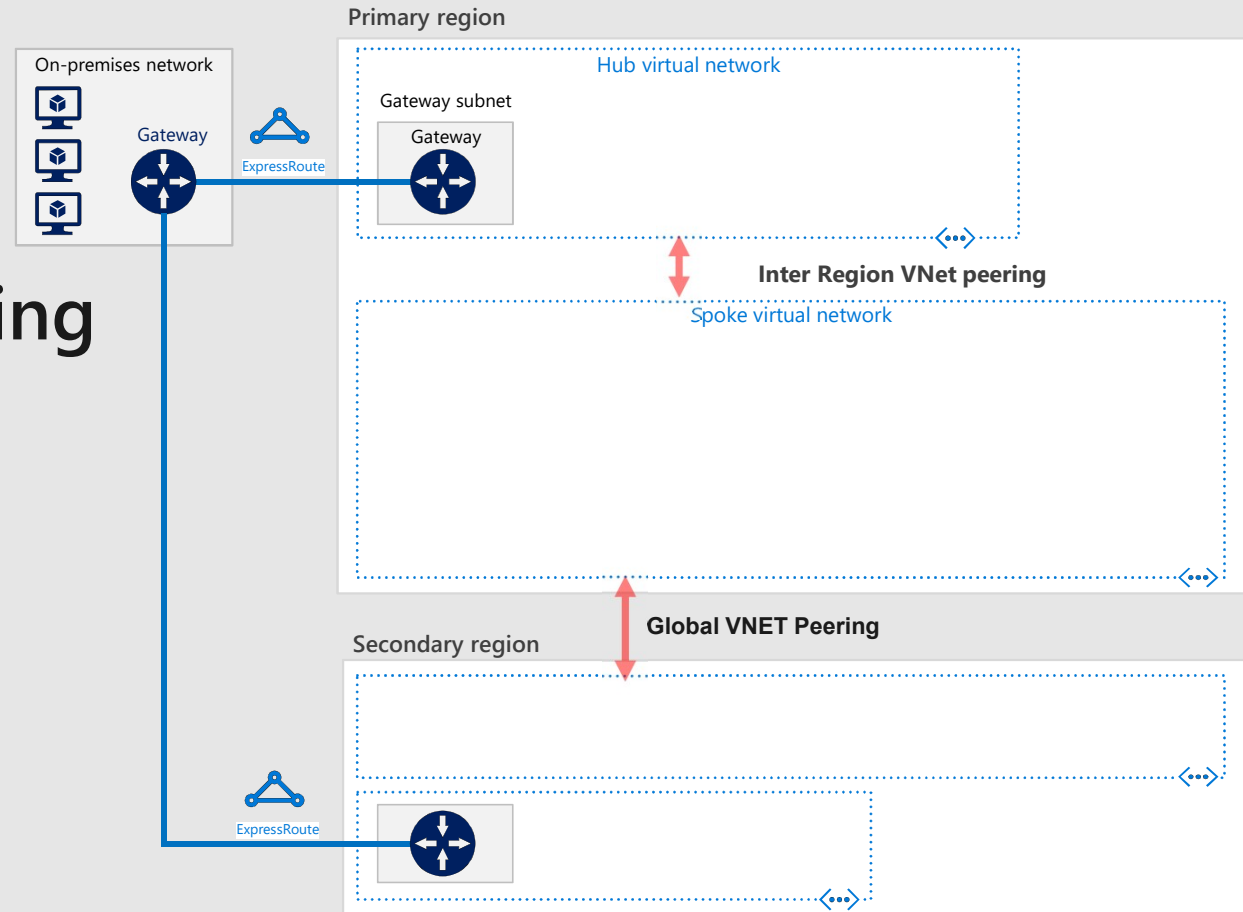 Primary region
On-premises network
Hub virtual network
Gateway subnet
Gateway
Gateway
ExpressRoute
Inter Region VNet peering
ing
Spoke virtual network
Global VNET Peering
Secondary region
ExpressRoute